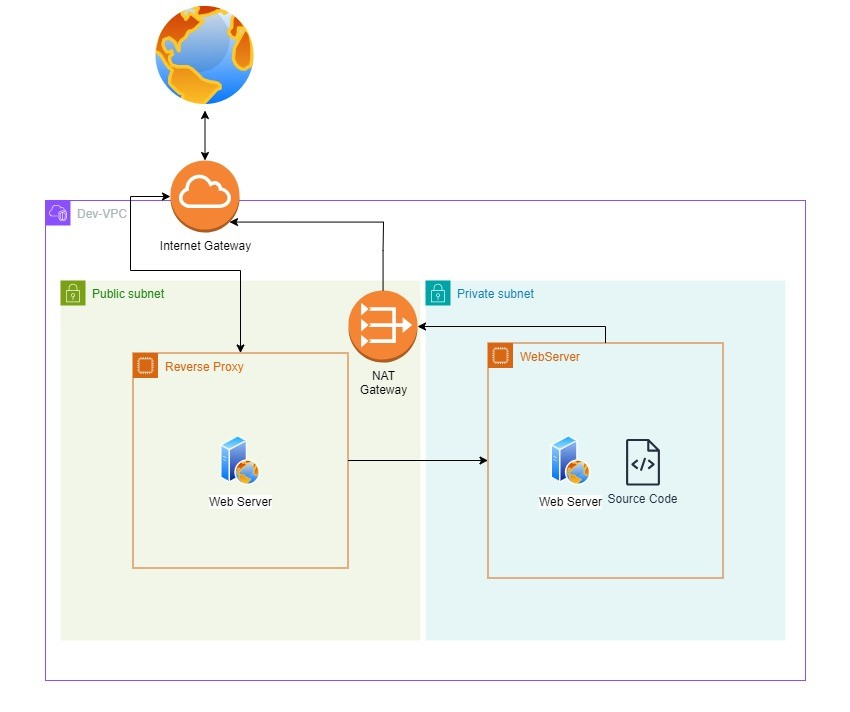 Dev-VPC
Internet Gateway
Public subnet
Private subnet
Reverse Proxy
NAT
Gateway
WebServer
Web Server
Web Server
Source Code